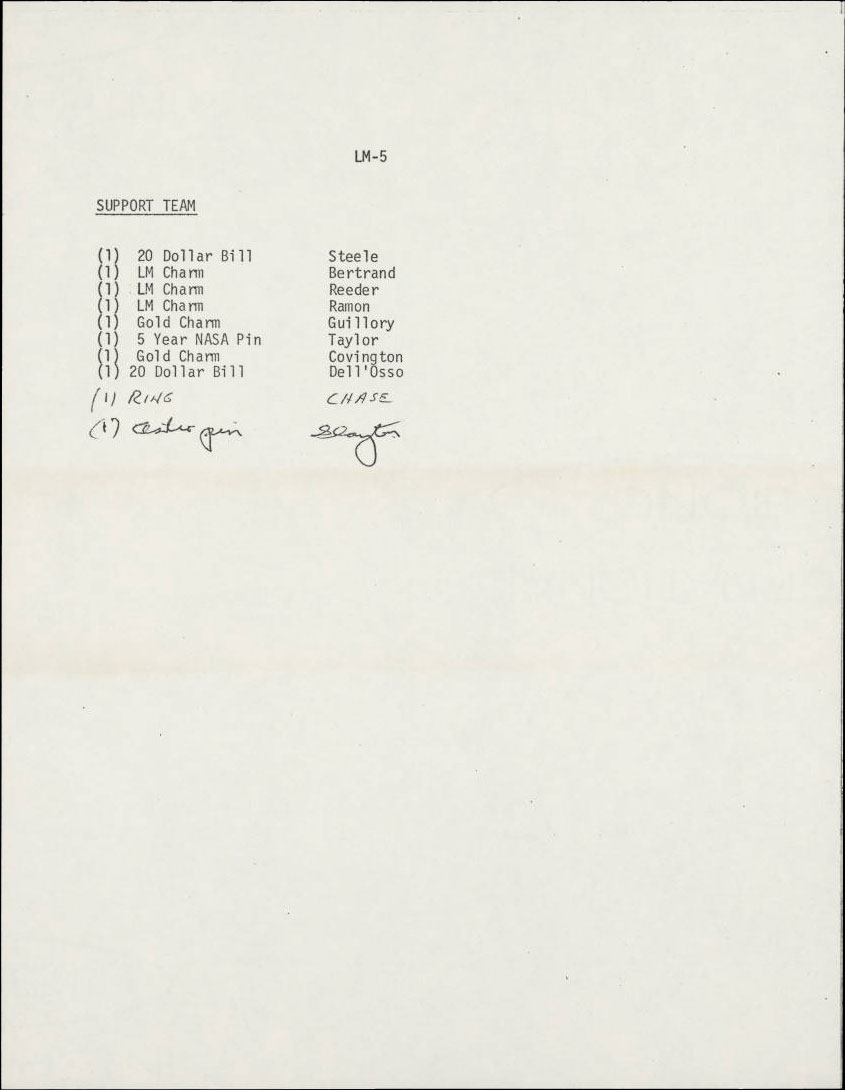 LM-5
SUPPORT TEAM
(1) 20 Dollar Bill Steele
(1) LM Charm Bertrand
(1) LM Charm Reeder
(1) LM Charm Ramon
(1) Gold Charm Guillory
(1) 5 Year NASA Pin Taylor
(1) Gold Charm Covington
(1) 20 Dollar Bill Dell'Osso
(1) RING CHASE
(1) astro pin Slayton